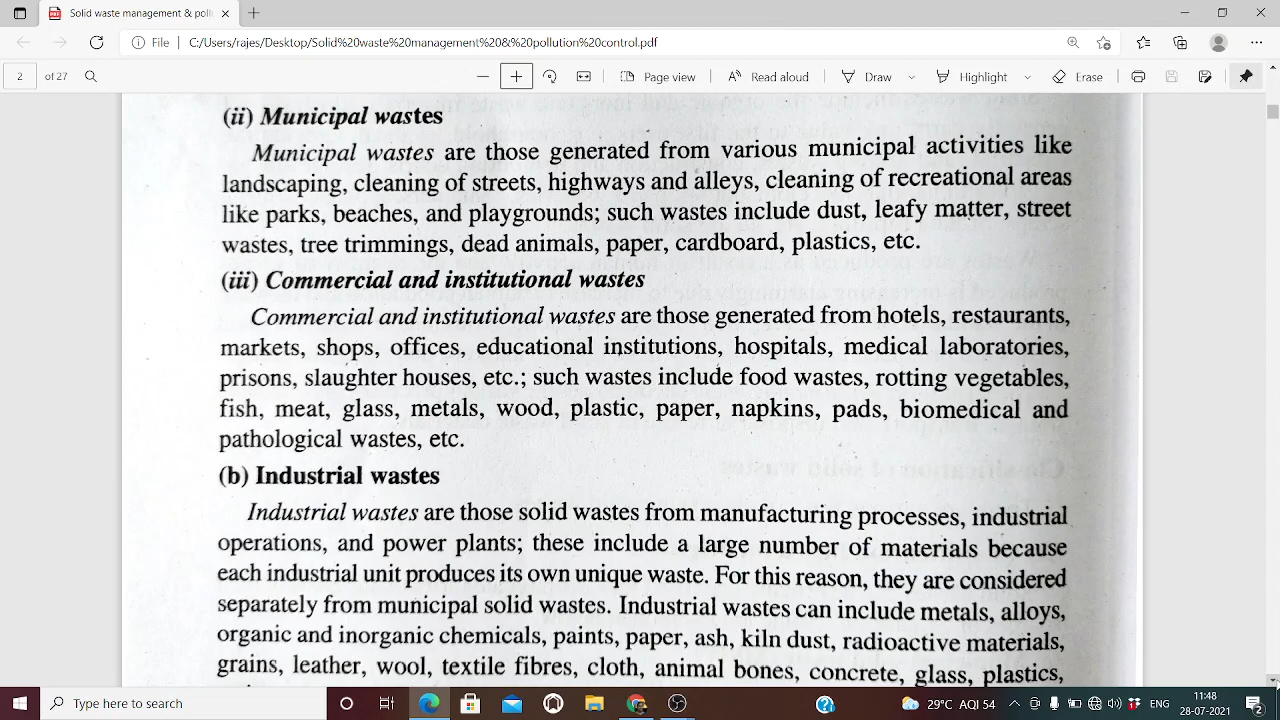 Solid waste management & pollu
File
C:/Users/rajes/Desktop/Solid%20waste%20management%20&%20pollution%20control.pdf
2 of 27
Page view
Read aloud
Draw
Highlight
Erase
(ii) Municipal wastes
Municipal wastes are those generated from various municipal activities like
landscaping, cleaning of streets, highways and alleys, cleaning of recreational areas
like parks, beaches, and playgrounds; such wastes include dust, leafy matter, street
wastes, tree trimmings, dead animals, paper, cardboard, plastics, etc.
(iii) Commercial and institutional wastes
Commercial and institutional wastes are those generated from hotels, restaurants,
markets, shops, offices, educational institutions, hospitals, medical laboratories,
prisons, slaughter houses, etc.; such wastes include food wastes, rotting vegetables,
fish, meat, glass, metals, wood, plastic, paper, napkins, pads, biomedical and
pathological wastes, etc.
(b) Industrial wastes
Industrial wastes are those solid wastes from manufacturing processes, industrial
operations, and power plants; these include a large number of materials because
each industrial unit produces its own unique waste. For this reason, they are considered
separately from municipal solid wastes. Industrial wastes can include metals, alloys,
organic and inorganic chemicals, paints, paper, ash, kiln dust, radioactive materials,
grains, leather, wool, textile fibres, cloth, animal bones, concrete, glass, plastics,
Type here to search
29°C AQI 54
ENG
11:48
28-07-2021